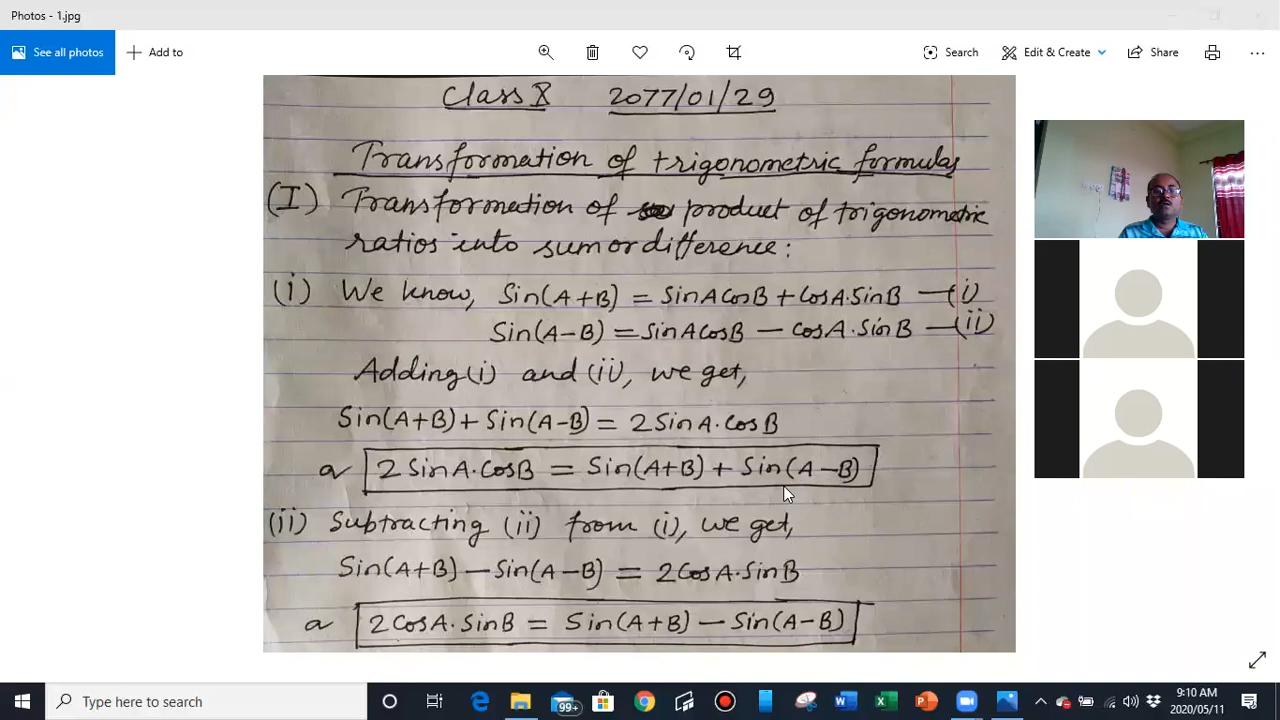 Photos - 1.jpg
See all photos
Add to
Search
Edit & Create
Share
Class X 2077/01/29
Transformation of trigonometric formulas
(I) Transformation of product of trigonometric
ratios into sum or difference:
(i) We know, Sin(A+B) = SinACosB + CosA.SinB —(i)
Sin(A-B) = SinACosB - CosA.SinB —(ii)
Adding (i) and (ii), we get,
Sin(A+B) + Sin(A-B) = 2SinA.CosB
or 2SinA.CosB = Sin(A+B) + Sin(A-B)
(ii) Subtracting (ii) from (i), we get,
Sin(A+B) - Sin(A-B) = 2CosA.SinB
or 2CosA.SinB = Sin(A+B) - Sin(A-B)
Type here to search
99+
9:10 AM
2020/05/11